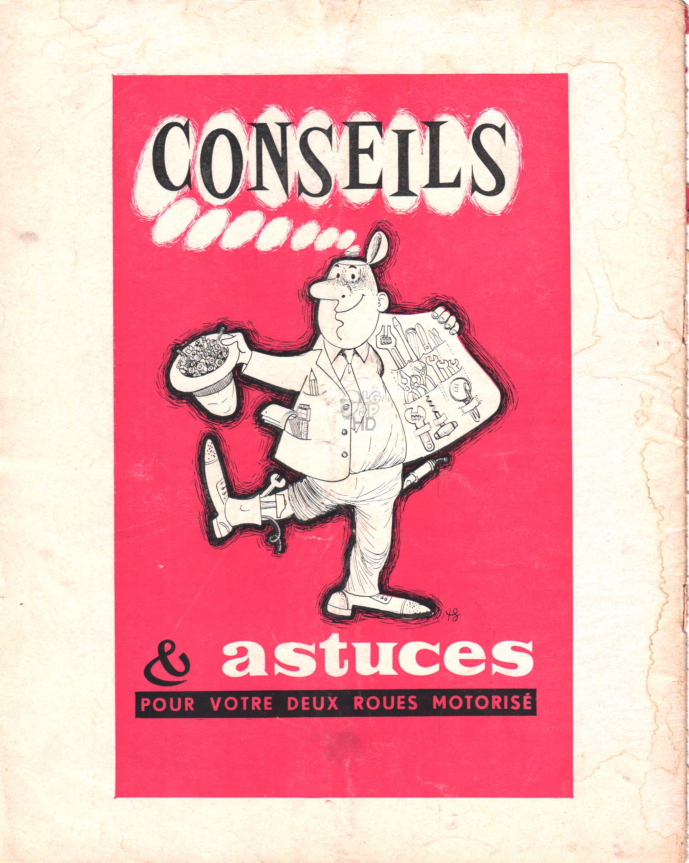 CONSEILS
& astuces
POUR VOTRE DEUX ROUES MOTORISÉ